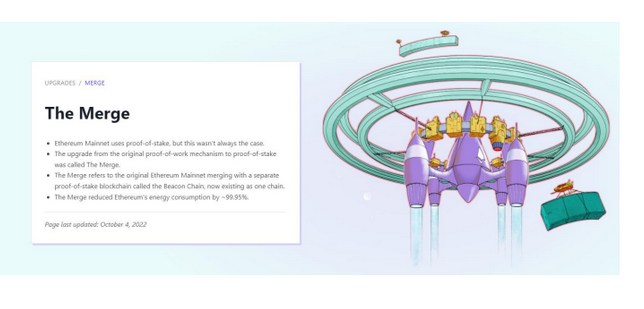 UPGRADES / MERGE
The Merge
• Ethereum Mainnet uses proof-of-stake, but this wasn't always the case.
• The upgrade from the original proof-of-work mechanism to proof-of-stake
was called The Merge.
• The Merge refers to the original Ethereum Mainnet merging with a separate
proof-of-stake blockchain called the Beacon Chain, now existing as one chain.
• The Merge reduced Ethereum's energy consumption by ~99.95%.
Page last updated: October 4, 2022